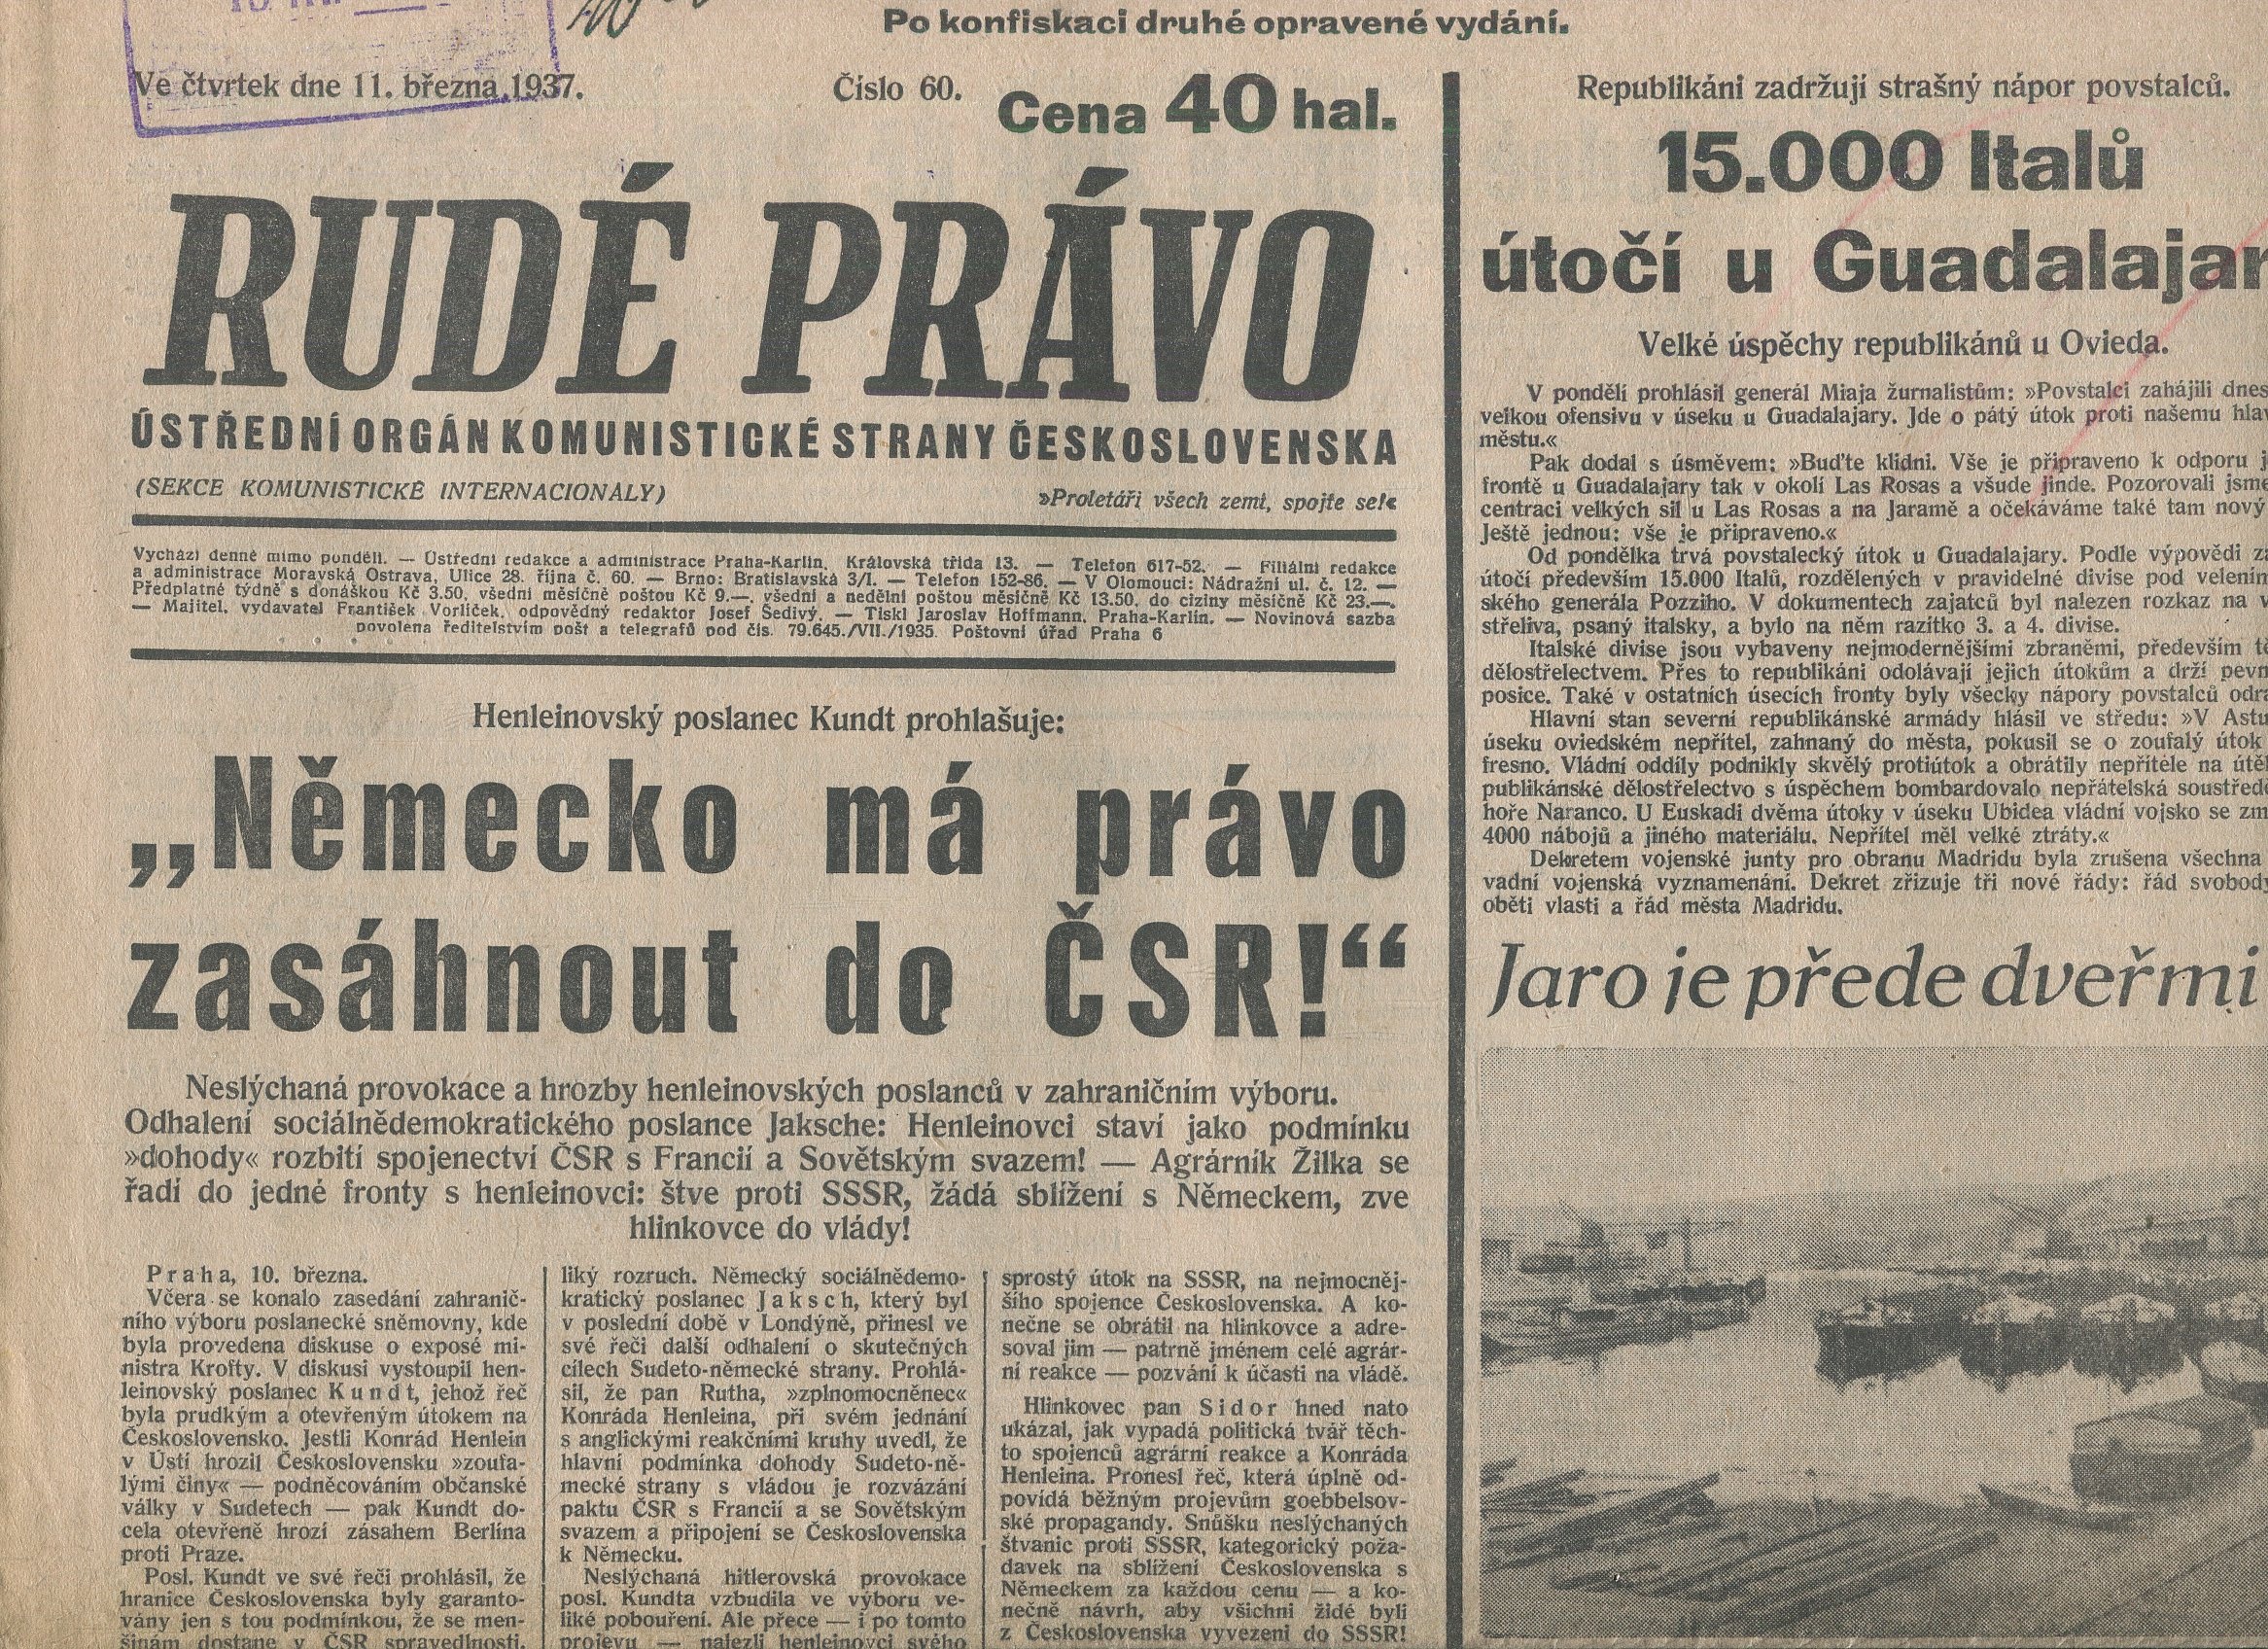 Po konfiskaci druhé opravené vydání.
Ve čtvrtek dne 11. března 1937.
Číslo 60.
Cena 40 hal.
RUDÉ PRÁVO
ÚSTŘEDNÍ ORGÁN KOMUNISTICKÉ STRANY ČESKOSLOVENSKA
(SEKCE KOMUNISTICKÉ INTERNACIONÁLY)
»Proletáři všech zemí, spojte se!«
Vychází denně mimo pondělí. — Ústřední redakce a administrace Praha-Karlín, Královská třída 13. — Telefon 617-52. — Filiální redakce
a administrace Moravská Ostrava, Ulice 28. října č. 60. — Brno: Bratislavská 3/I. — Telefon 152-86. — V Olomouci: Nádražní ul. č. 12. —
Předplatné týdně s donáškou Kč 3.50, všední měsíčně poštou Kč 9.—, všední a nedělní poštou měsíčně Kč 13.50, do ciziny měsíčně Kč 23.—.
— Majitel, vydavatel František Vorlíček, odpovědný redaktor Josef Šedivý. — Tiskl Jaroslav Hoffmann, Praha-Karlín. — Novinová sazba
povolena ředitelstvím pošt a telegrafů pod čís. 79.645./VII./1935. Poštovní úřad Praha 6
Henleinovský poslanec Kundt prohlašuje:
„Německo má právo
zasáhnout do ČSR!“
Neslýchaná provokace a hrozby henleinovských poslanců v zahraničním výboru.
Odhalení sociálnědemokratického poslance Jaksche: Henleinovci staví jako podmínku
»dohody« rozbití spojenectví ČSR s Francií a Sovětským svazem! — Agrárník Žilka se
řadí do jedné fronty s henleinovci: štve proti SSSR, žádá sblížení s Německem, zve
hlinkovce do vlády!
Praha, 10. března.
Včera se konalo zasedání zahranič-
ního výboru poslanecké sněmovny, kde
byla provedena diskuse o exposé mi-
nistra Krofty. V diskusi vystoupil hen-
leinovský poslanec Kundt, jehož řeč
byla prudkým a otevřeným útokem na
Československo. Jestli Konrád Henlein
v Ústí hrozil Československu »zoufa-
lými činy« — podněcováním občanské
války v Sudetech — pak Kundt do-
cela otevřeně hrozí zásahem Berlína
proti Praze.
Posl. Kundt ve své řeči prohlásil, že
hranice Československa byly garanto-
vány jen s tou podmínkou, že se men-
šinám dostane v ČSR spravedlnosti.
liký rozruch. Německý sociálnědemo-
kratický poslanec Jaksch, který byl
v poslední době v Londýně, přinesl ve
své řeči další odhalení o skutečných
cílech Sudeto-německé strany. Prohlá-
sil, že pan Rutha, »zplnomocněnec«
Konráda Henleina, při svém jednání
s anglickými reakčními kruhy uvedl, že
hlavní podmínka dohody Sudeto-ně-
mecké strany s vládou je rozvázání
paktu ČSR s Francií a se Sovětským
svazem a připojení se Československa
k Německu.
Neslýchaná hitlerovská provokace
posl. Kundta vzbudila ve výboru ve-
liké pobouření. Ale přece — i po tomto
projevu — nalezli henleinovci svého
sprostý útok na SSSR, na nejmocněj-
šího spojence Československa. A ko-
nečne se obrátil na hlinkovce a adre-
soval jim — patrně jménem celé agrár-
ní reakce — pozvání k účasti na vládě.
Hlinkovec pan Sidor hned nato
ukázal, jak vypadá politická tvář těch-
to spojenců agrární reakce a Konráda
Henleina. Pronesl řeč, která úplně od-
povídá běžným projevům goebbelsov-
ské propagandy. Snůšku neslýchaných
štvanic proti SSSR, kategorický poža-
davek na sblížení Československa s
Německem za každou cenu — a ko-
nečně návrh, aby všichni židé byli
z Československa vyvezeni do SSSR!
Republikáni zadržují strašný nápor povstalců.
15.000 Italů
útočí u Guadalajar
Velké úspěchy republikánů u Ovieda.
V pondělí prohlásil generál Miaja žurnalistům: »Povstalci zahájili dnes
velkou ofensivu v úseku u Guadalajary. Jde o pátý útok proti našemu hlav
městu.«
Pak dodal s úsměvem: »Buďte klidni. Vše je připraveno k odporu j
frontě u Guadalajary tak v okolí Las Rosas a všude jinde. Pozorovali jsme
centraci velkých sil u Las Rosas a na Jaramě a očekáváme také tam nový
Ještě jednou: vše je připraveno.«
Od pondělka trvá povstalecký útok u Guadalajary. Podle výpovědi za
útočí především 15.000 Italů, rozdělených v pravidelné divise pod velením
ského generála Pozziho. V dokumentech zajatců byl nalezen rozkaz na v
střeliva, psaný italsky, a bylo na něm razítko 3. a 4. divise.
Italské divise jsou vybaveny nejmodernějšími zbraněmi, především tě
dělostřelectvem. Přes to republikáni odolávají jejich útokům a drží pevn
posice. Také v ostatních úsecích fronty byly všecky nápory povstalců odra
Hlavní stan severní republikánské armády hlásil ve středu: »V Astu
úseku oviedském nepřítel, zahnaný do města, pokusil se o zoufalý útok
fresno. Vládní oddíly podnikly skvělý protiútok a obrátily nepřítele na útěk
publikánské dělostřelectvo s úspěchem bombardovalo nepřátelská soustředě
hoře Naranco. U Euskadi dvěma útoky v úseku Ubidea vládní vojsko se zm
4000 nábojů a jiného materiálu. Nepřítel měl velké ztráty.«
Dekretem vojenské junty pro obranu Madridu byla zrušena všechna
vadní vojenská vyznamenání. Dekret zřizuje tři nové řády: řád svobody
oběti vlasti a řád města Madridu.
Jaro je přede dveřmi